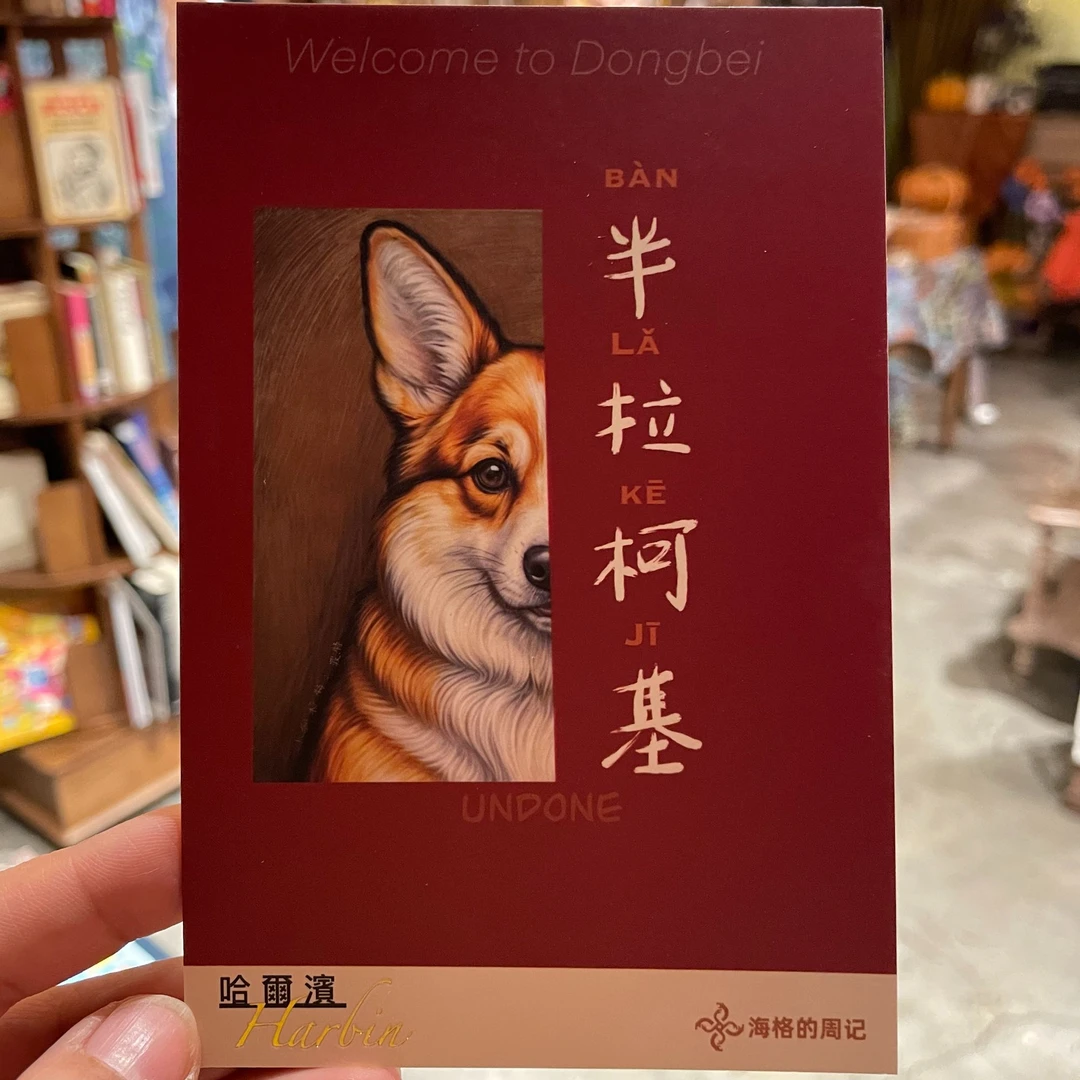 Welcome to Dongbei
BÀN
半
LǍ
拉
KĒ
柯
JĪ
基
UNDONE
哈爾濱
Harbin
海格的周记